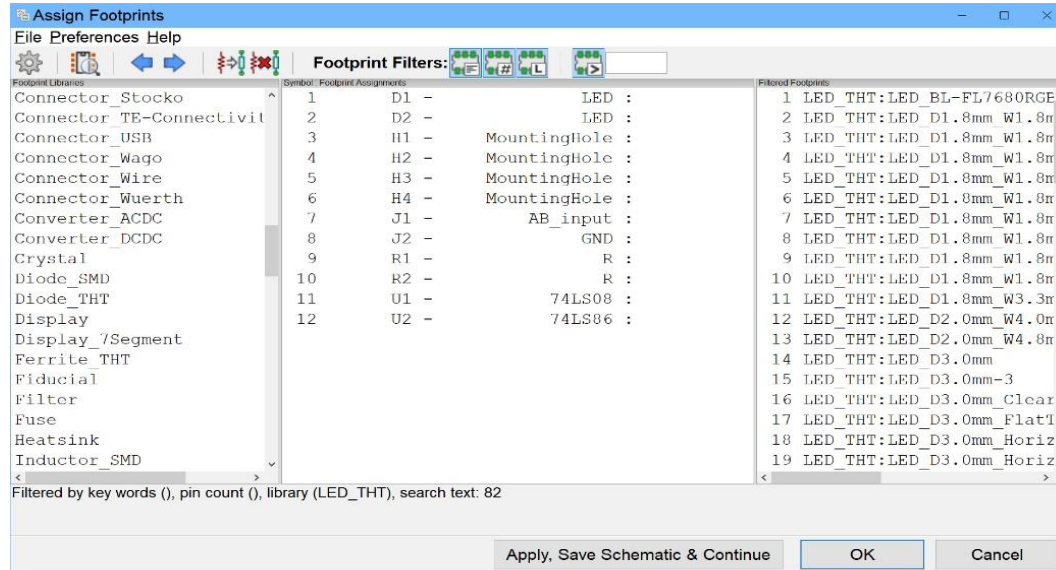 Assign Footprints
File Preferences Help
Footprint Filters:
Footprint Libraries
Connector_Stocko
Connector_TE-Connectivit
Connector_USB
Connector_Wago
Connector_Wire
Connector_Wuerth
Converter_ACDC
Converter_DCDC
Crystal
Diode_SMD
Diode_THT
Display
Display_7Segment
Ferrite_THT
Fiducial
Filter
Fuse
Heatsink
Inductor_SMD
Symbol : Footprint Assignments
1 D1 - LED :
2 D2 - LED :
3 H1 - MountingHole :
4 H2 - MountingHole :
5 H3 - MountingHole :
6 H4 - MountingHole :
7 J1 - AB_input :
8 J2 - GND :
9 R1 - R :
10 R2 - R :
11 U1 - 74LS08 :
12 U2 - 74LS86 :
Filtered Footprints
1 LED_THT:LED_BL-FL7680RGB
2 LED_THT:LED_D1.8mm_W1.8m
3 LED_THT:LED_D1.8mm_W1.8m
4 LED_THT:LED_D1.8mm_W1.8m
5 LED_THT:LED_D1.8mm_W1.8m
6 LED_THT:LED_D1.8mm_W1.8m
7 LED_THT:LED_D1.8mm_W1.8m
8 LED_THT:LED_D1.8mm_W1.8m
9 LED_THT:LED_D1.8mm_W1.8m
10 LED_THT:LED_D1.8mm_W1.8m
11 LED_THT:LED_D1.8mm_W3.3m
12 LED_THT:LED_D2.0mm_W4.0m
13 LED_THT:LED_D2.0mm_W4.8m
14 LED_THT:LED_D3.0mm
15 LED_THT:LED_D3.0mm-3
16 LED_THT:LED_D3.0mm_Clear
17 LED_THT:LED_D3.0mm_FlatT
18 LED_THT:LED_D3.0mm_Horiz
19 LED_THT:LED_D3.0mm_Horiz
Filtered by key words (), pin count (), library (LED_THT), search text: 82
Apply, Save Schematic & Continue
OK
Cancel